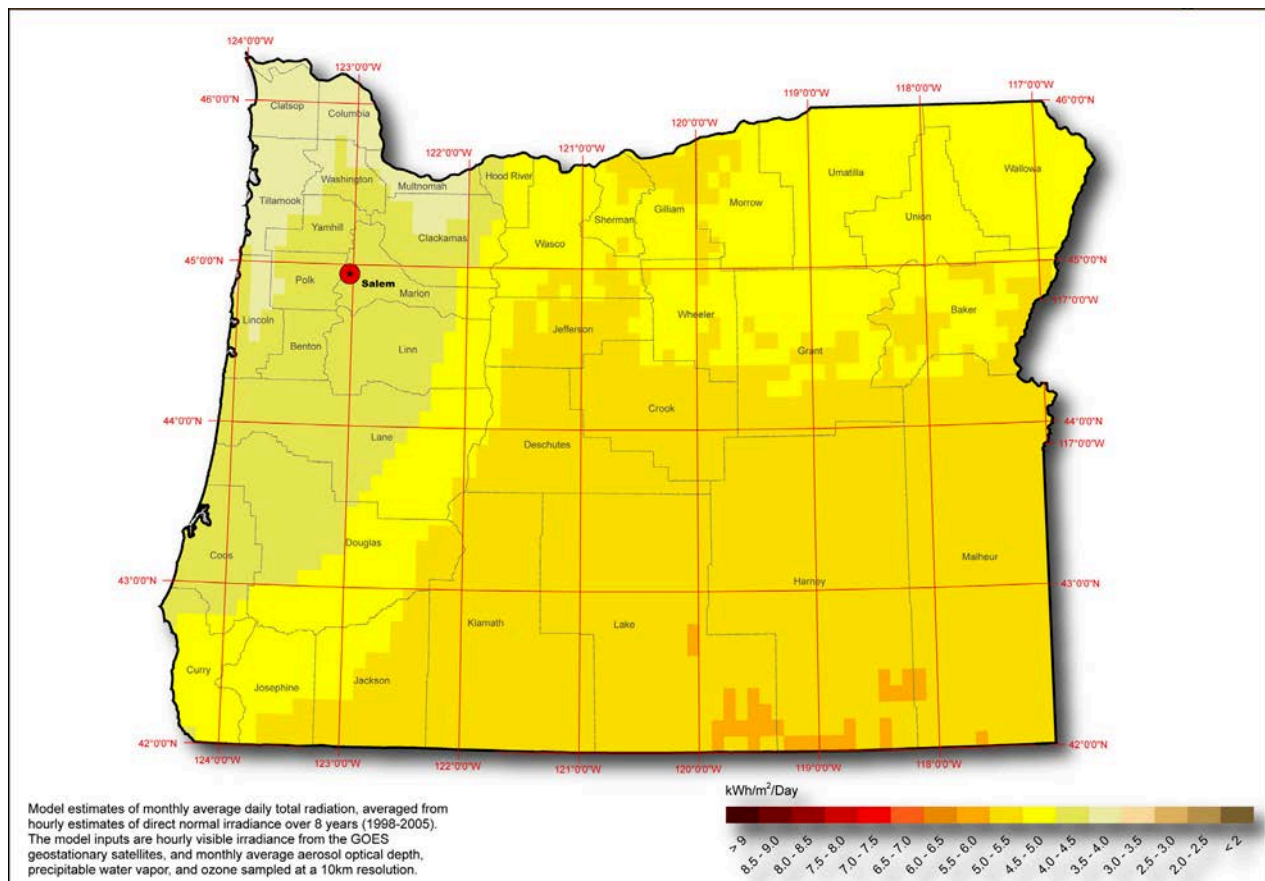 124°0'0"W
123°0'0"W
117°0'0"W
119°0'0"W
118°0'0"W
46°0'0"N
46°0'0"N
Clatsop
Columbia
120°0'0"W
122°0'0"W
121°0'0"W
Washington
Multnomah
Hood River
Umatilla
Wallowa
Tillamook
Gilliam
Morrow
Sherman
Union
Yamhill
Clackamas
Wasco
45°0'0"N
45°0'0"N
Polk
Salem
Marion
117°0'0"W
Lincoln
Jefferson
Wheeler
Baker
Benton
Linn
Grant
Crook
44°0'0"N
44°0'0"N
Lane
Deschutes
117°0'0"W
Douglas
Coos
Malheur
43°0'0"N
43°0'0"N
Harney
Klamath
Lake
Curry
Josephine
Jackson
42°0'0"N
42°0'0"N
124°0'0"W
123°0'0"W
122°0'0"W
121°0'0"W
120°0'0"W
119°0'0"W
118°0'0"W
kWh/m²/Day
> 9
8.5 - 9.0
8.0 - 8.5
7.5 - 8.0
7.0 - 7.5
6.5 - 7.0
6.0 - 6.5
5.5 - 6.0
5.0 - 5.5
4.5 - 5.0
4.0 - 4.5
3.5 - 4.0
3.0 - 3.5
2.5 - 3.0
2.0 - 2.5
< 2
Model estimates of monthly average daily total radiation, averaged from
hourly estimates of direct normal irradiance over 8 years (1998-2005).
The model inputs are hourly visible irradiance from the GOES
geostationary satellites, and monthly average aerosol optical depth,
precipitable water vapor, and ozone sampled at a 10km resolution.